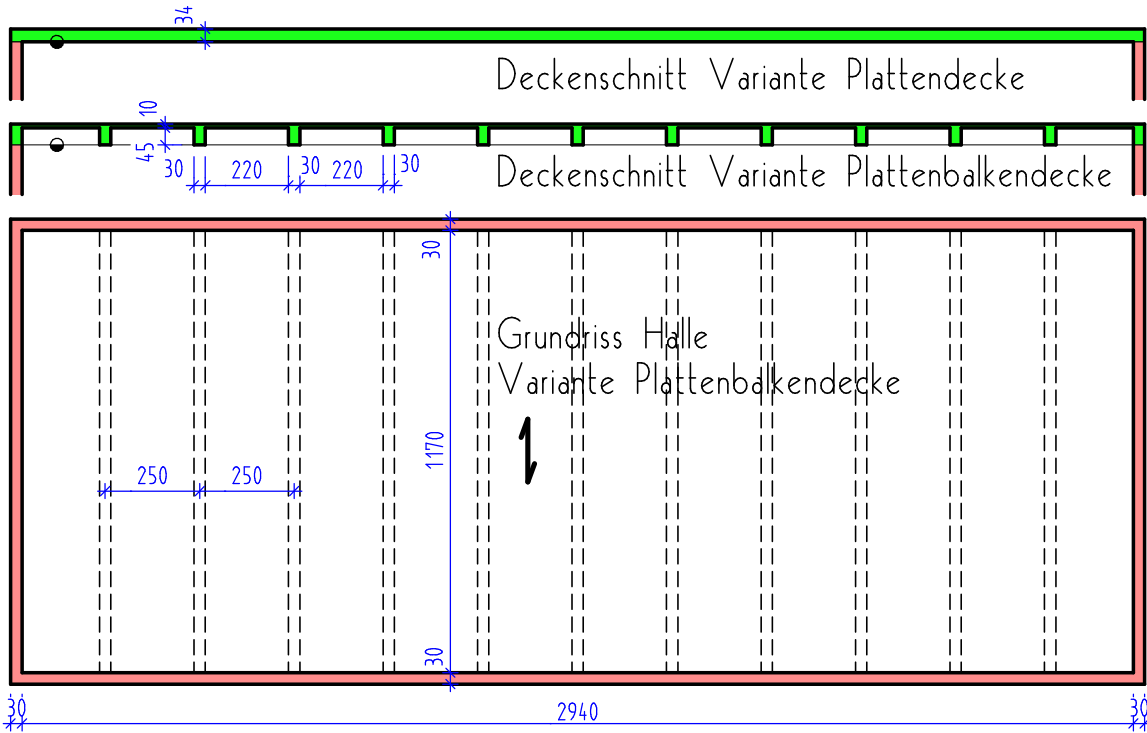 34
Deckenschnitt Variante Plattendecke
10
45
30 220 30 220 30
Deckenschnitt Variante Plattenbalkendecke
30
Grundriss Halle
Variante Plattenbalkendecke
1170
250 250
30
30 2940 30